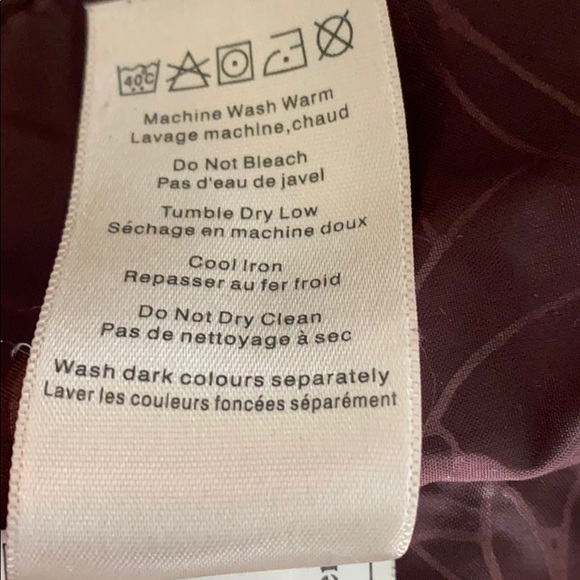 40C
Machine Wash Warm
Lavage machine,chaud
Do Not Bleach
Pas d'eau de javel
Tumble Dry Low
Séchage en machine doux
Cool Iron
Repasser au fer froid
Do Not Dry Clean
Pas de nettoyage à sec
Wash dark colours separately
Laver les couleurs foncées séparément